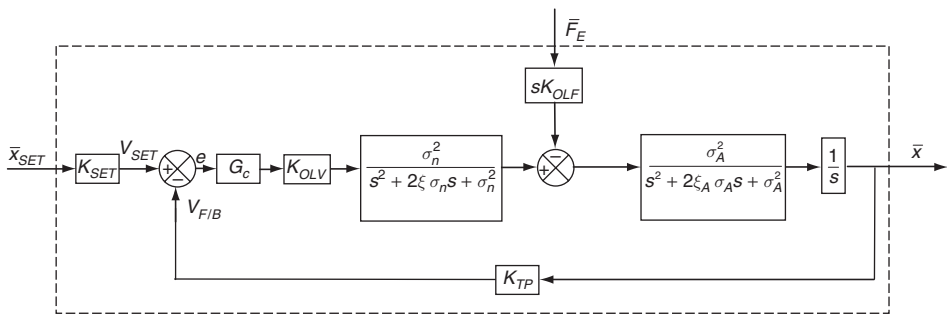 F̄_E
sK_OLF
x̄_SET
K_SET
V_SET
+
−
e
G_c
K_OLV
σ_n^2
s^2 + 2ξ σ_n s + σ_n^2
−
+
σ_A^2
s^2 + 2ξ_A σ_A s + σ_A^2
1
s
x̄
V_F/B
K_TP